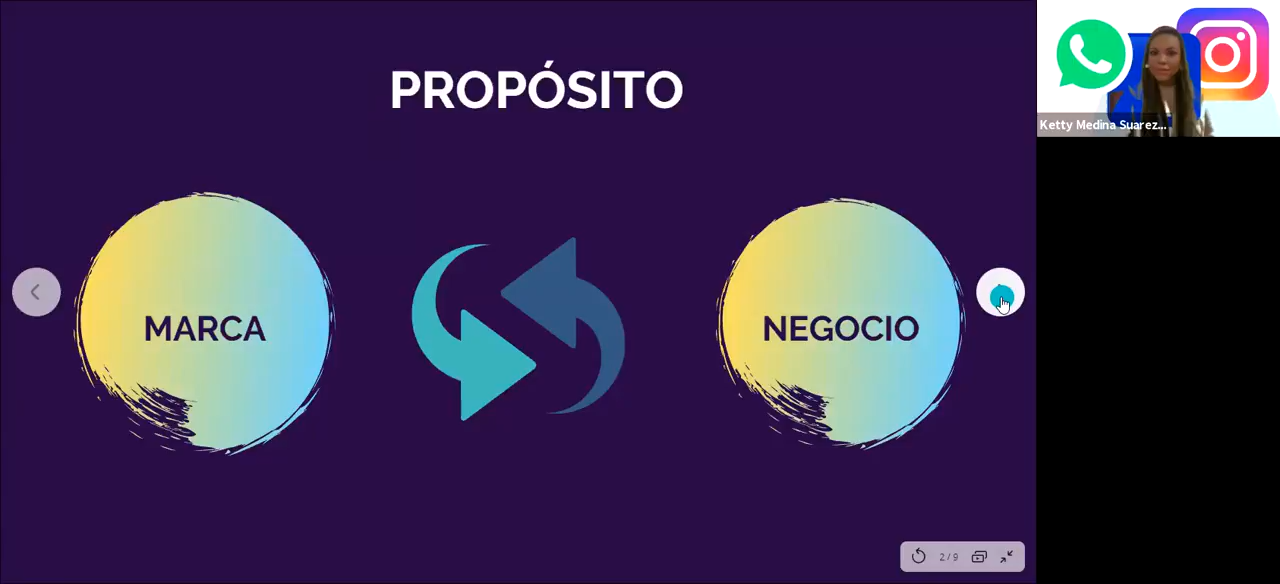 PROPÓSITO
MARCA
NEGOCIO
Ketty Medina Suarez...
2/9